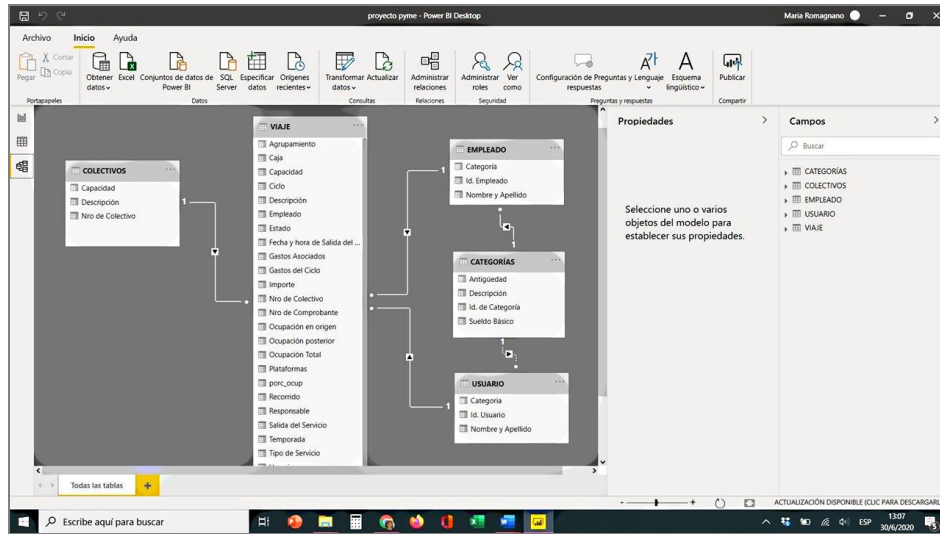 proyecto pyme - Power BI Desktop
Maria Romagnano
Archivo Inicio Ayuda
Pegar
Cortar
Copia
Obtener datos
Excel
Conjuntos de datos de Power BI
SQL Server
Especificar datos
Orígenes recientes
Transformar datos
Actualizar
Administrar relaciones
Administrar roles
Ver como
Configuración de Preguntas y respuestas
Lenguaje
Esquema lingüístico
Publicar
Portapapeles
Datos
Consultas
Relaciones
Seguridad
Preguntas y respuestas
Compartir
COLECTIVOS
Capacidad
Descripción
Nro de Colectivo
1
VIAJE
Agrupamiento
Caja
Capacidad
Ciclo
Descripción
Empleado
Estado
Fecha y hora de Salida del ...
Gastos Asociados
Gastos del Ciclo
Importe
Nro de Colectivo
Nro de Comprobante
Ocupación en origen
Ocupación posterior
Ocupación Total
Plataformas
porc_ocup
Recorrido
Responsable
Salida del Servicio
Temporada
Tipo de Servicio
1
EMPLEADO
Categoría
Id. Empleado
Nombre y Apellido
1
CATEGORÍAS
Antigüedad
Descripción
Id. de Categoría
Sueldo Básico
1
USUARIO
Categoria
Id. Usuario
Nombre y Apellido
1
Propiedades
Seleccione uno o varios
objetos del modelo para
establecer sus propiedades.
Campos
Buscar
CATEGORÍAS
COLECTIVOS
EMPLEADO
USUARIO
VIAJE
Todas las tablas
+
ACTUALIZACIÓN DISPONIBLE (CLIC PARA DESCARGARL
Escribe aquí para buscar
ESP
13:07
30/6/2020
5